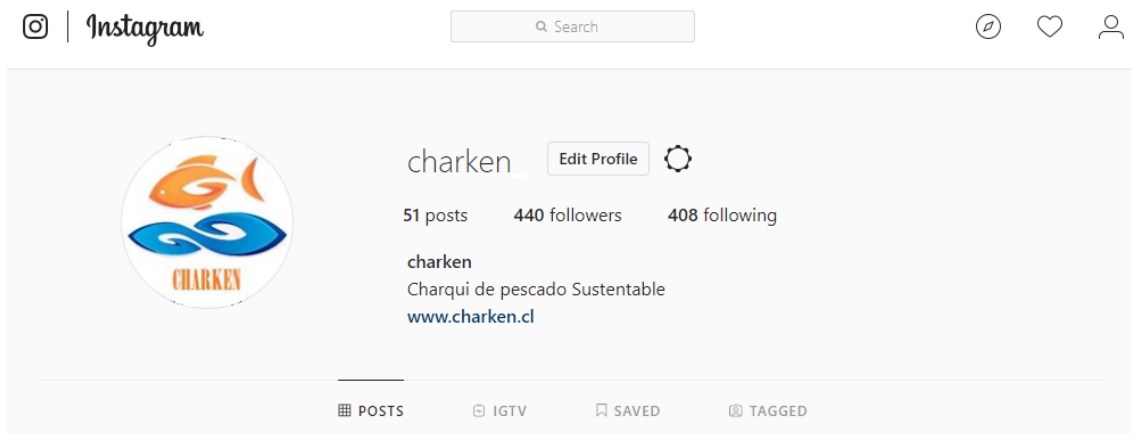 Instagram
Search
charken
Edit Profile
51 posts 440 followers 408 following
charken
Charqui de pescado Sustentable
www.charken.cl
CHARKEN
POSTS IGTV SAVED TAGGED